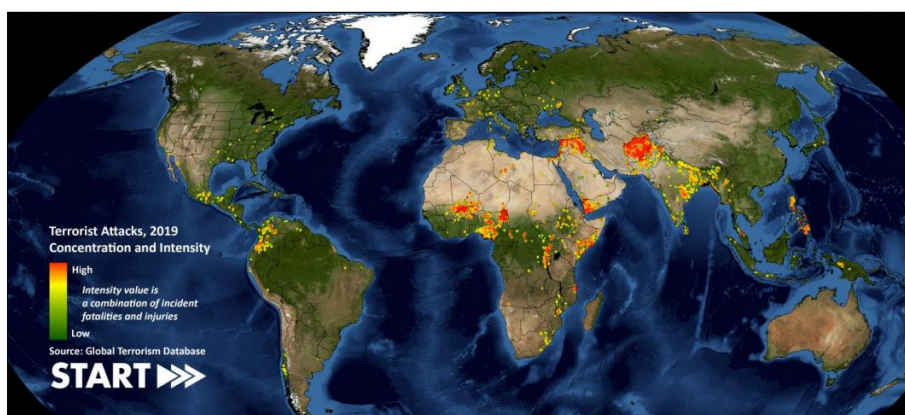 Terrorist Attacks, 2019
Concentration and Intensity
High
Intensity value is
a combination of incident
fatalities and injuries
Low
Source: Global Terrorism Database
START